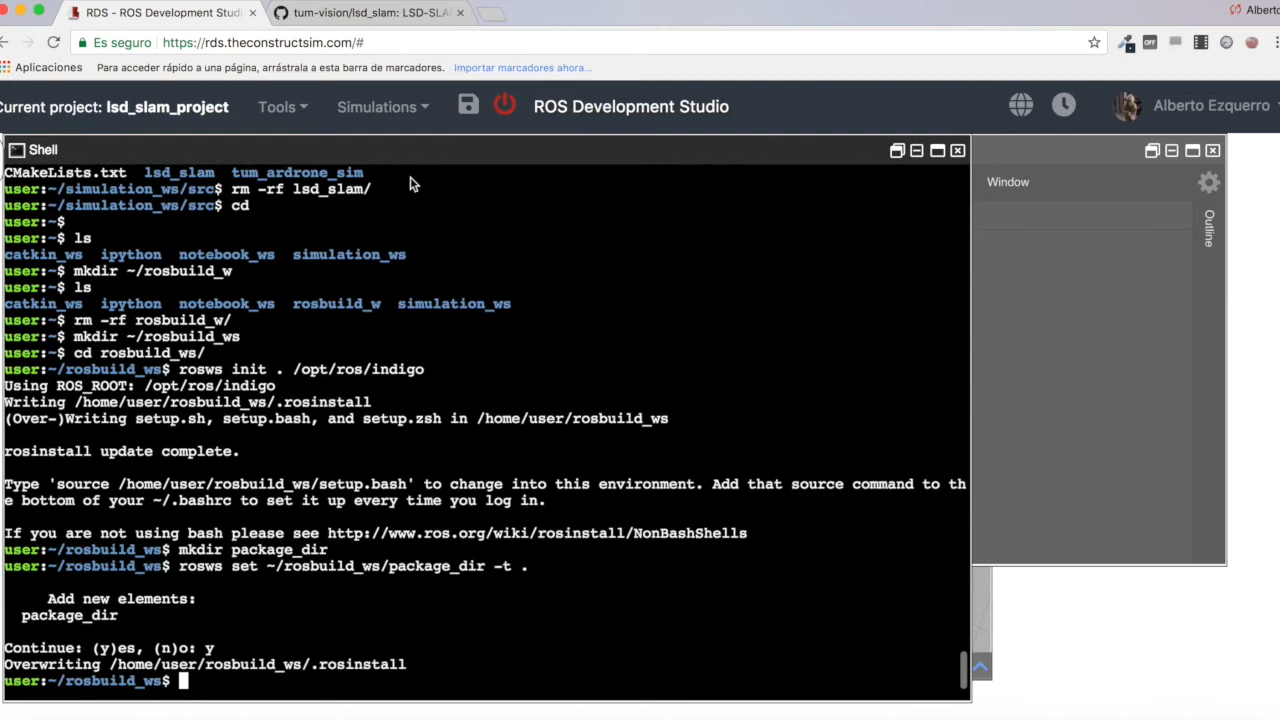 RDS - ROS Development Studi
tum-vision/lsd_slam: LSD-SLA
Es seguro https://rds.theconstructsim.com/#
OFF
Alberto
Aplicaciones Para acceder rápido a una página, arrástrala a esta barra de marcadores. Importar marcadores ahora...
Current project: lsd_slam_project Tools Simulations ROS Development Studio Alberto Ezquerro
Shell
CMakeLists.txt lsd_slam tum_ardrone_sim
user:~/simulation_ws/src$ rm -rf lsd_slam/
user:~/simulation_ws/src$ cd
user:~$
user:~$ ls
catkin_ws ipython notebook_ws simulation_ws
user:~$ mkdir ~/rosbuild_w
user:~$ ls
catkin_ws ipython notebook_ws rosbuild_w simulation_ws
user:~$ rm -rf rosbuild_w/
user:~$ mkdir ~/rosbuild_ws
user:~$ cd rosbuild_ws/
user:~/rosbuild_ws$ rosws init . /opt/ros/indigo
Using ROS_ROOT: /opt/ros/indigo
Writing /home/user/rosbuild_ws/.rosinstall
(Over-)Writing setup.sh, setup.bash, and setup.zsh in /home/user/rosbuild_ws
rosinstall update complete.
Type 'source /home/user/rosbuild_ws/setup.bash' to change into this environment. Add that source command to th
e bottom of your ~/.bashrc to set it up every time you log in.
If you are not using bash please see http://www.ros.org/wiki/rosinstall/NonBashShells
user:~/rosbuild_ws$ mkdir package_dir
user:~/rosbuild_ws$ rosws set ~/rosbuild_ws/package_dir -t .
Add new elements:
package_dir
Continue: (y)es, (n)o: y
Overwriting /home/user/rosbuild_ws/.rosinstall
user:~/rosbuild_ws$
Window
Outline